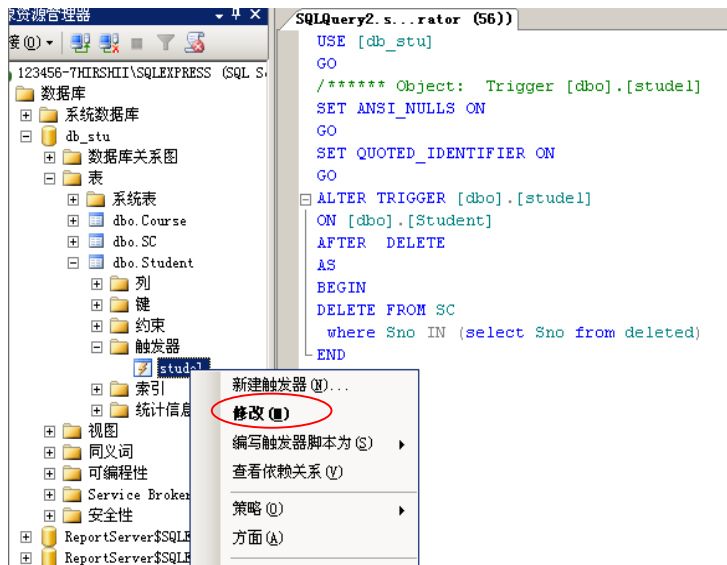 资源管理器
SQLQuery2.s...rator (56))
接(O)
123456-7HIRSHII\SQLEXPRESS (SQL S
数据库
系统数据库
db_stu
数据库关系图
表
系统表
dbo.Course
dbo.SC
dbo.Student
列
键
约束
触发器
studel
索引
统计信息
视图
同义词
可编程性
Service Broker
安全性
ReportServer$SQLE
ReportServer$SQLE
USE [db_stu]
GO
/****** Object:  Trigger [dbo].[studel]
SET ANSI_NULLS ON
GO
SET QUOTED_IDENTIFIER ON
GO
ALTER TRIGGER [dbo].[studel]
ON [dbo].[Student]
AFTER  DELETE
AS
BEGIN
DELETE FROM SC
where Sno IN (select Sno from deleted)
END
新建触发器(N)...
修改(M)
编写触发器脚本为(S)
查看依赖关系(V)
策略(O)
方面(A)